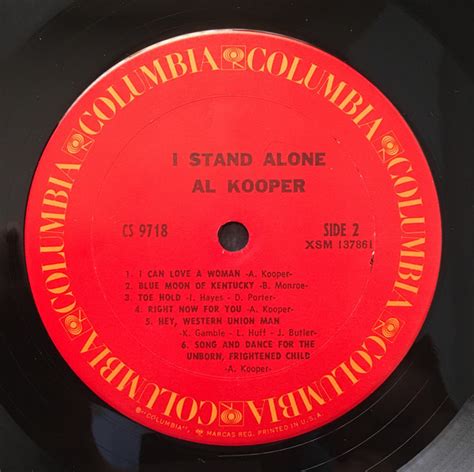 COLUMBIA COLUMBIA COLUMBIA COLUMBIA COLUMBIA COLUMBIA
I STAND ALONE
AL KOOPER
CS 9718 SIDE 2
XSM 137861
1. I CAN LOVE A WOMAN -A. Kooper-
2. BLUE MOON OF KENTUCKY -B. Monroe-
3. TOE HOLD -I. Hayes - D. Porter-
4. RIGHT NOW FOR YOU -A. Kooper-
5. HEY, WESTERN UNION MAN
-K. Gamble - L. Huff - J. Butler-
6. SONG AND DANCE FOR THE
UNBORN, FRIGHTENED CHILD
-A. Kooper-
®"COLUMBIA", MARCAS REG. PRINTED IN U.S.A.